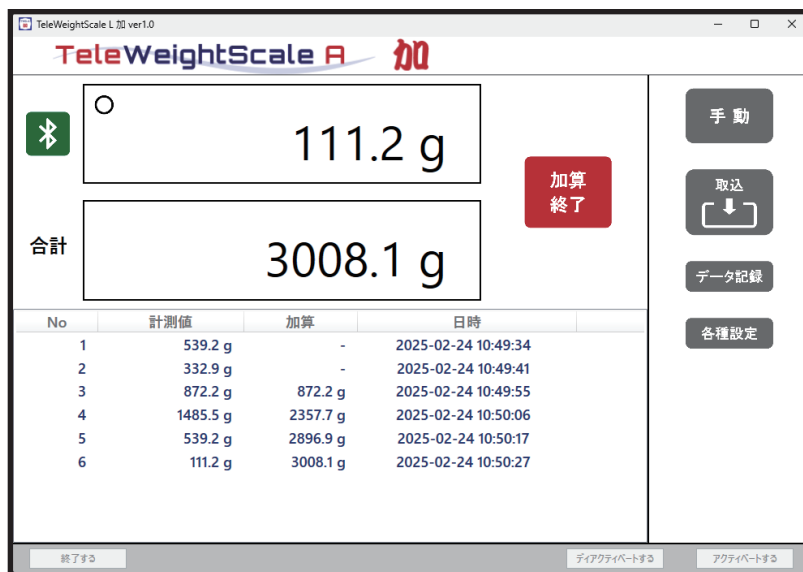 TeleWeightScale L 加 ver1.0
TeleWeightScale A 加
111.2 g
加算
終了
合計
3008.1 g
手動
取込
データ記録
各種設定
No 計測値 加算 日時
1 539.2 g - 2025-02-24 10:49:34
2 332.9 g - 2025-02-24 10:49:41
3 872.2 g 872.2 g 2025-02-24 10:49:55
4 1485.5 g 2357.7 g 2025-02-24 10:50:06
5 539.2 g 2896.9 g 2025-02-24 10:50:17
6 111.2 g 3008.1 g 2025-02-24 10:50:27
終了する ディアクティベートする アクティベートする